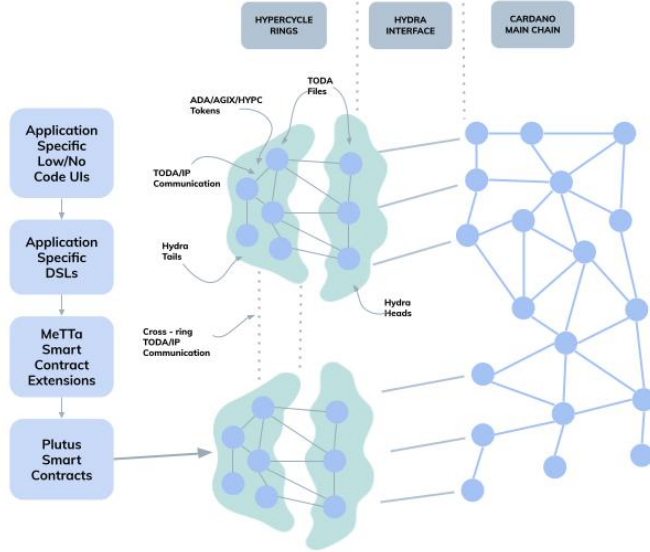 HYPERCYCLE
RINGS
HYDRA
INTERFACE
CARDANO
MAIN CHAIN
ADA/AGIX/HYPC
Tokens
TODA
Files
TODA/IP
Communication
Hydra
Tails
Hydra
Heads
Cross - ring
TODA/IP
Communication
Application
Specific
Low/No
Code UIs
Application
Specific
DSLs
MeTTa
Smart
Contract
Extensions
Plutus
Smart
Contracts